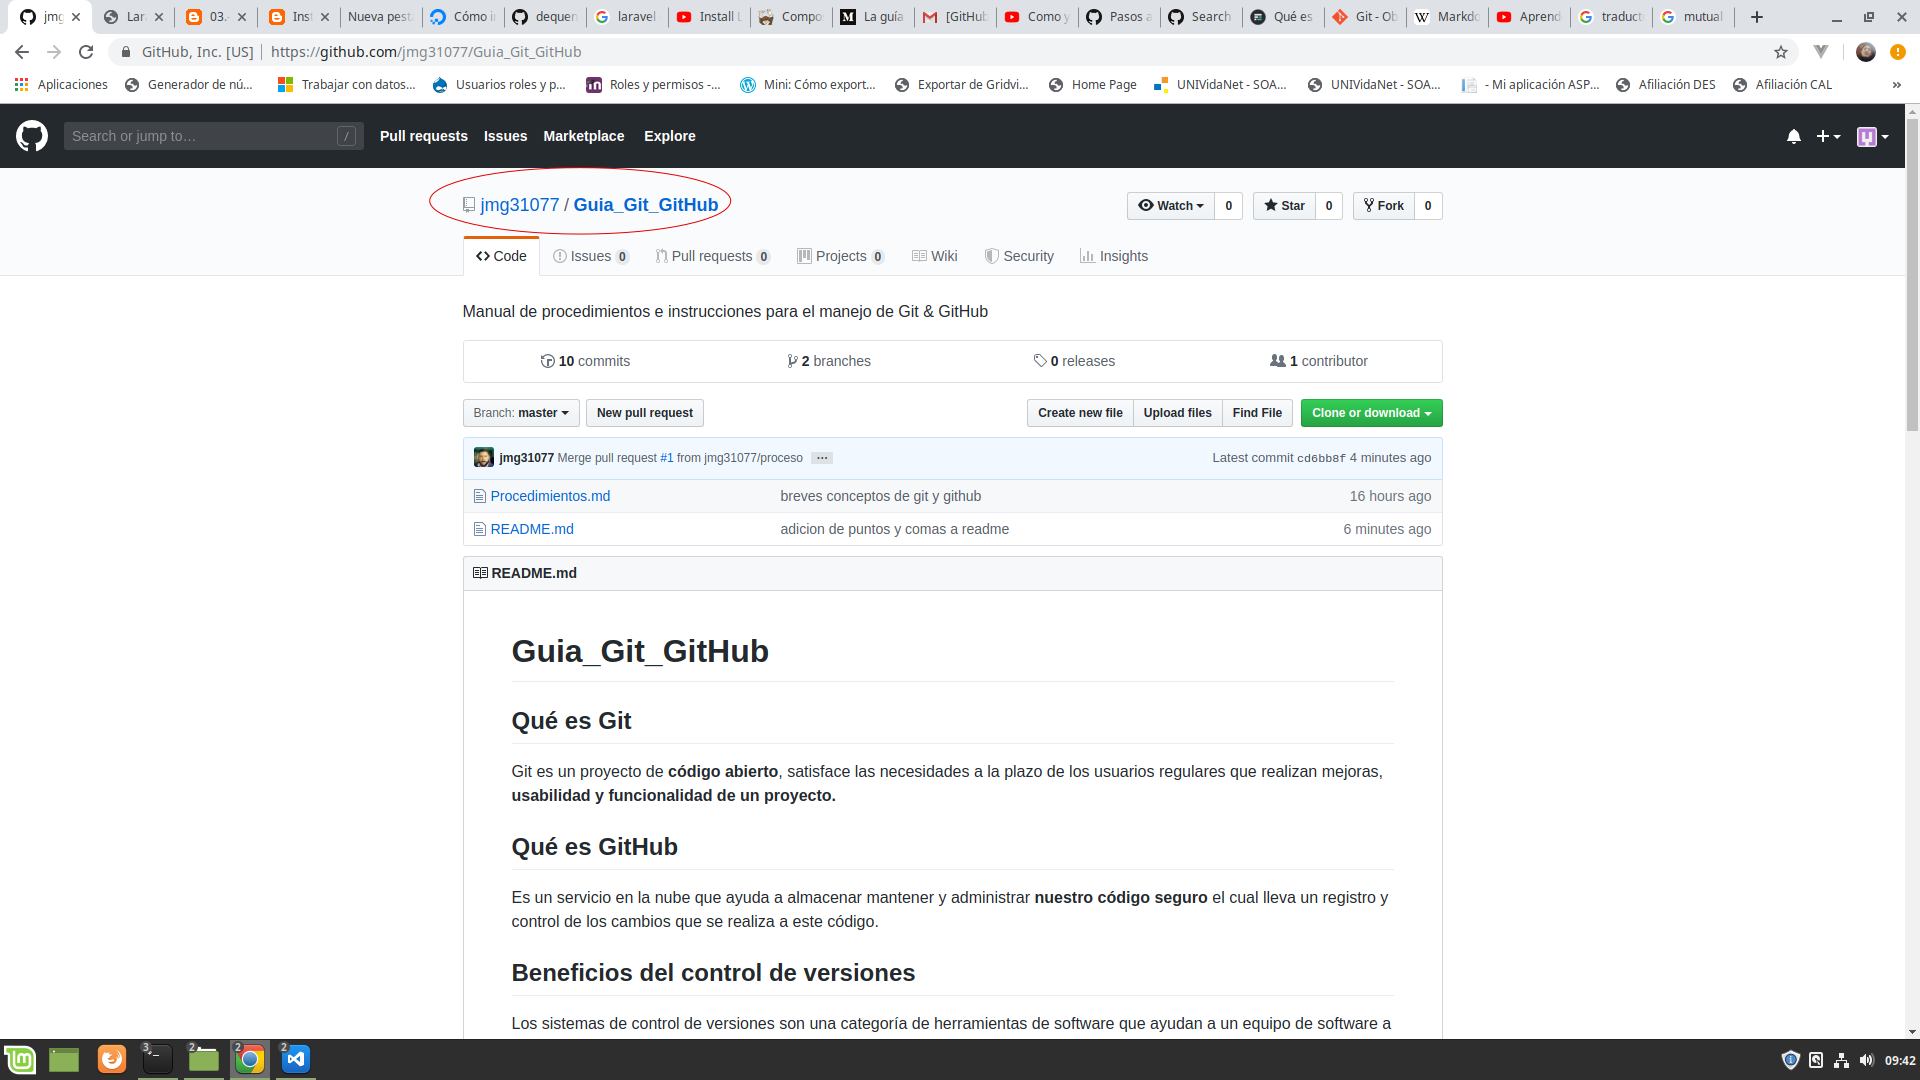 jmg
Lar
03.
Inst
Nueva pest
Cómo i
dequen
laravel
Install L
Compo
La guía
[GitHub
Como y
Pasos a
Search
Qué es
Git - Ob
Markdo
Aprend
traduct
mutual
GitHub, Inc. [US] | https://github.com/jmg31077/Guia_Git_GitHub
Aplicaciones
Generador de nú...
Trabajar con datos...
Usuarios roles y p...
Roles y permisos -...
Mini: Cómo export...
Exportar de Gridvi...
Home Page
UNIVidaNet - SOA...
UNIVidaNet - SOA...
- Mi aplicación ASP...
Afiliación DES
Afiliación CAL
»
Search or jump to…
/
Pull requests
Issues
Marketplace
Explore
jmg31077 / Guia_Git_GitHub
Watch 0
Star 0
Fork 0
Code
Issues 0
Pull requests 0
Projects 0
Wiki
Security
Insights
Manual de procedimientos e instrucciones para el manejo de Git & GitHub
10 commits
2 branches
0 releases
1 contributor
Branch: master
New pull request
Create new file
Upload files
Find File
Clone or download
jmg31077 Merge pull request #1 from jmg31077/proceso ...
Latest commit cd6bb8f 4 minutes ago
Procedimientos.md
breves conceptos de git y github
16 hours ago
README.md
adicion de puntos y comas a readme
6 minutes ago
README.md
Guia_Git_GitHub
Qué es Git
Git es un proyecto de código abierto, satisface las necesidades a la plazo de los usuarios regulares que realizan mejoras,
usabilidad y funcionalidad de un proyecto.
Qué es GitHub
Es un servicio en la nube que ayuda a almacenar mantener y administrar nuestro código seguro el cual lleva un registro y
control de los cambios que se realiza a este código.
Beneficios del control de versiones
Los sistemas de control de versiones son una categoría de herramientas de software que ayudan a un equipo de software a
3
2
2
2
09:42